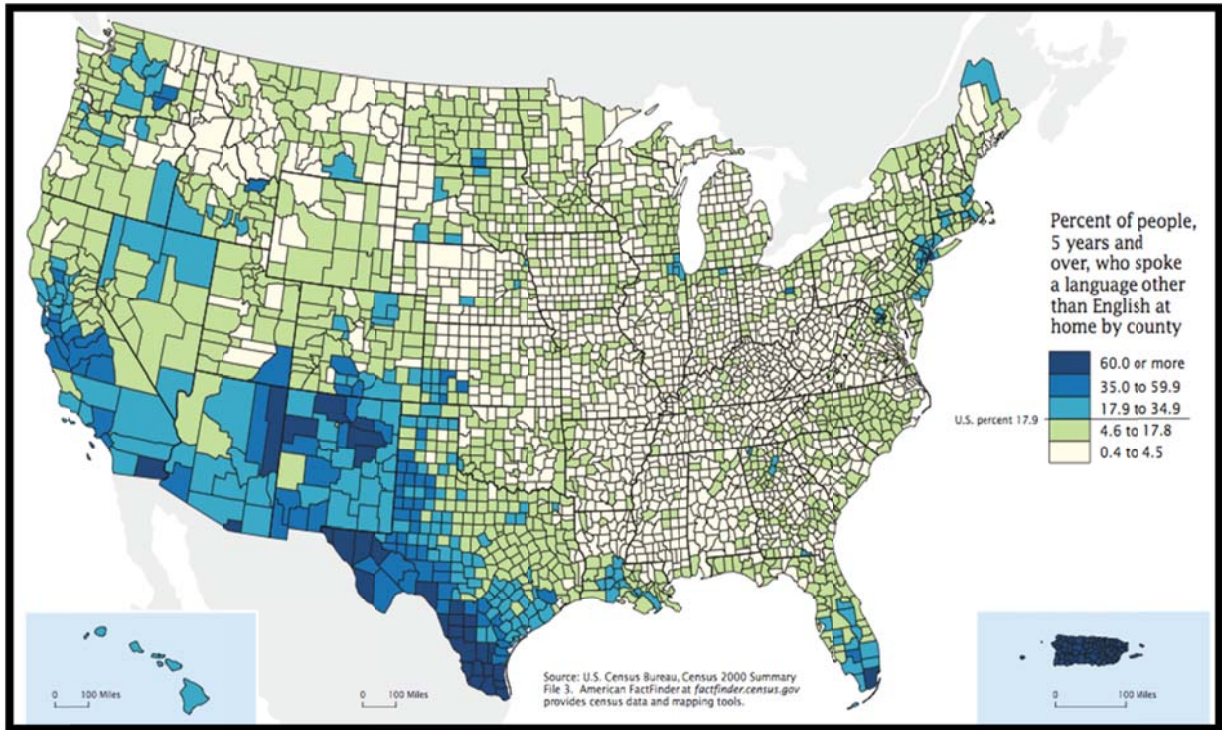 Percent of people,
5 years and
over, who spoke
a language other
than English at
home by county
60.0 or more
35.0 to 59.9
17.9 to 34.9
U.S. percent 17.9
4.6 to 17.8
0.4 to 4.5
Source: U.S. Census Bureau, Census 2000 Summary
File 3. American FactFinder at factfinder.census.gov
provides census data and mapping tools.
0 100 Miles
0 100 Miles
0 100 Miles